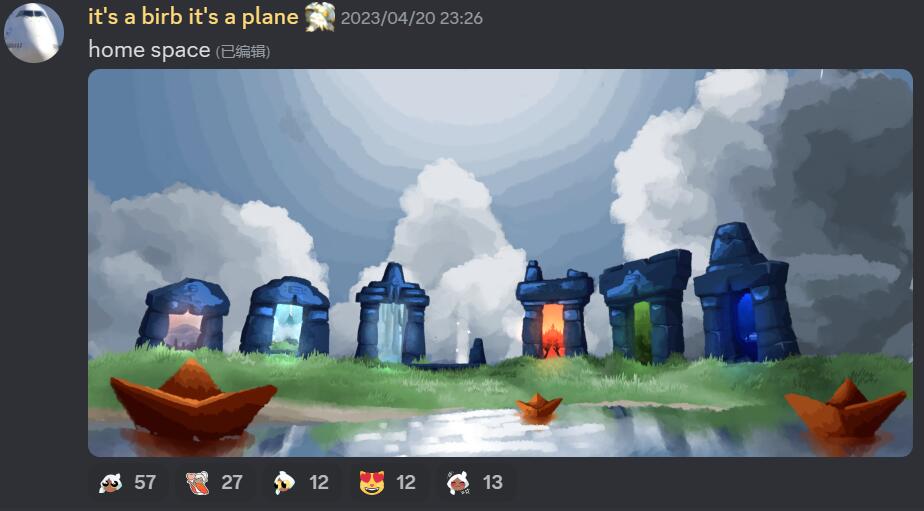 it's a birb it's a plane 2023/04/20 23:26
home space (已编辑)
57 27 12 12 13